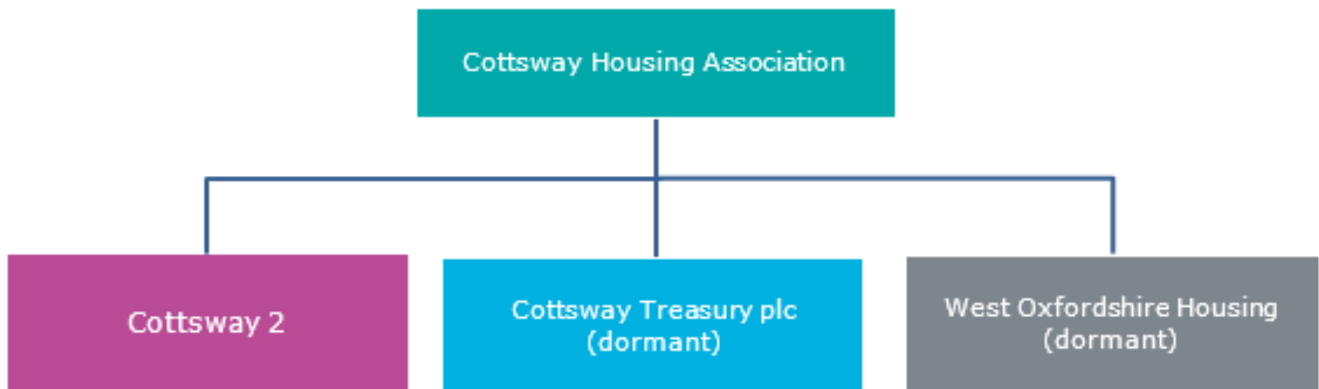 Cottsway Housing Association
Cottsway 2
Cottsway Treasury plc
(dormant)
West Oxfordshire Housing
(dormant)